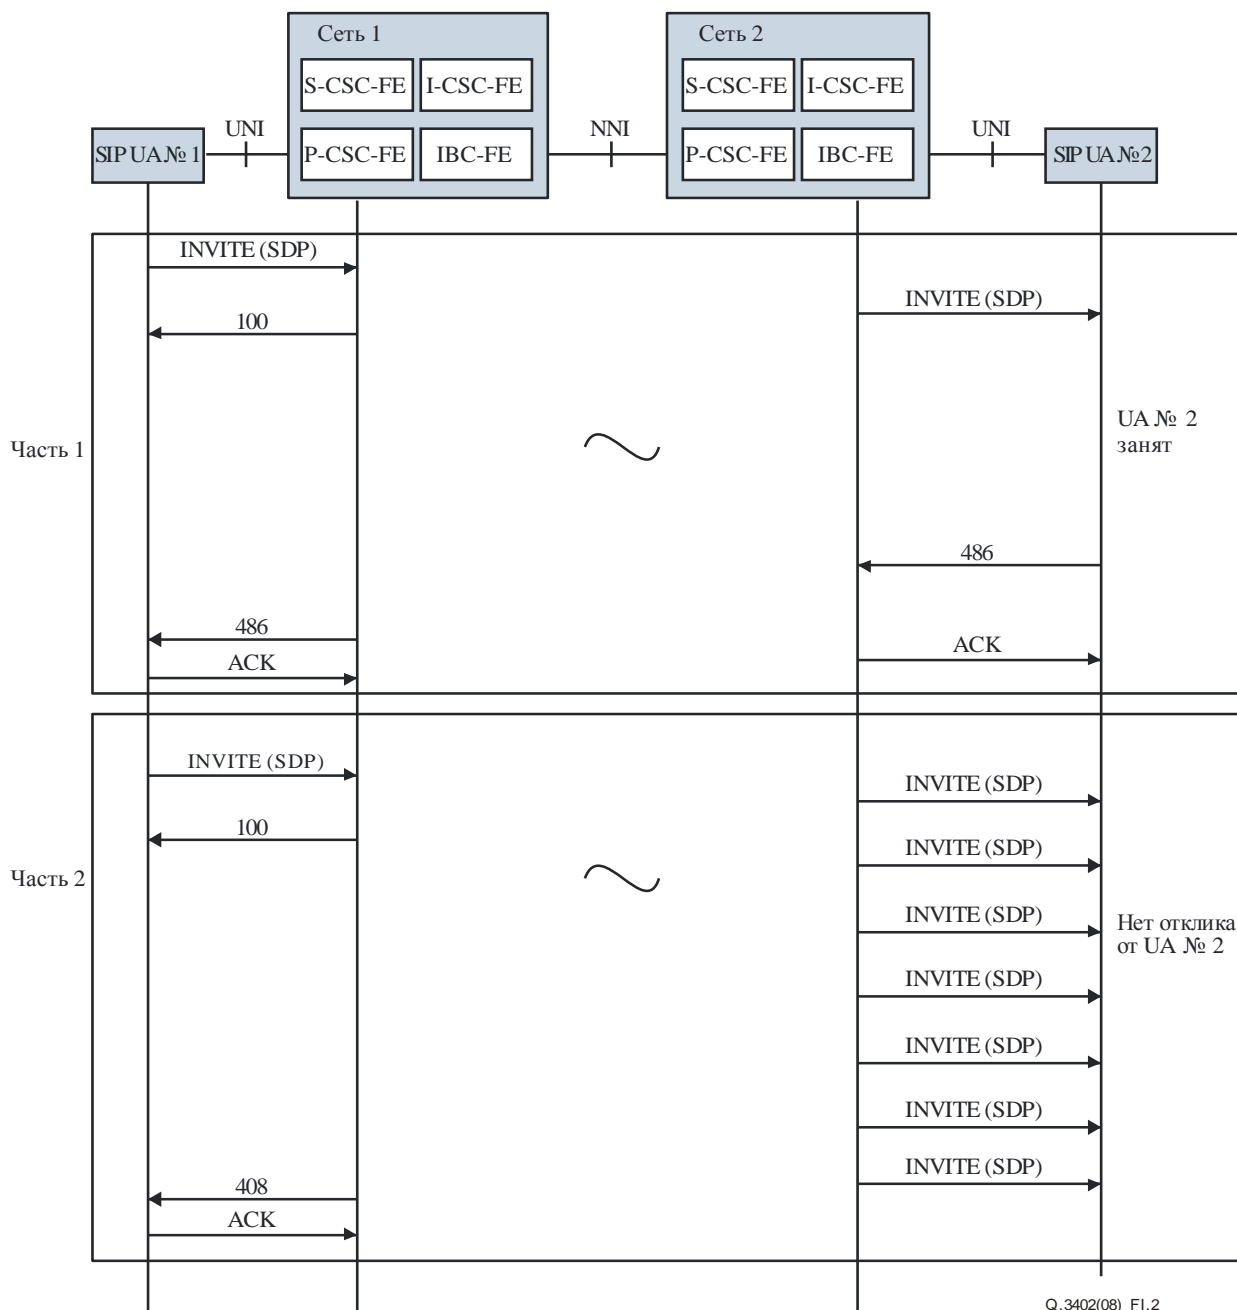 Сеть 1
Сеть 2
S-CSC-FE
I-CSC-FE
S-CSC-FE
I-CSC-FE
SIP UA № 1
UNI
P-CSC-FE
IBC-FE
NNI
P-CSC-FE
IBC-FE
UNI
SIP UA № 2
INVITE (SDP)
INVITE (SDP)
100
Часть 1
UA № 2
занят
486
486
ACK
ACK
INVITE (SDP)
INVITE (SDP)
100
INVITE (SDP)
Часть 2
INVITE (SDP)
Нет отклика
от UA № 2
INVITE (SDP)
INVITE (SDP)
INVITE (SDP)
INVITE (SDP)
408
ACK
Q.3402(08)_FI.2